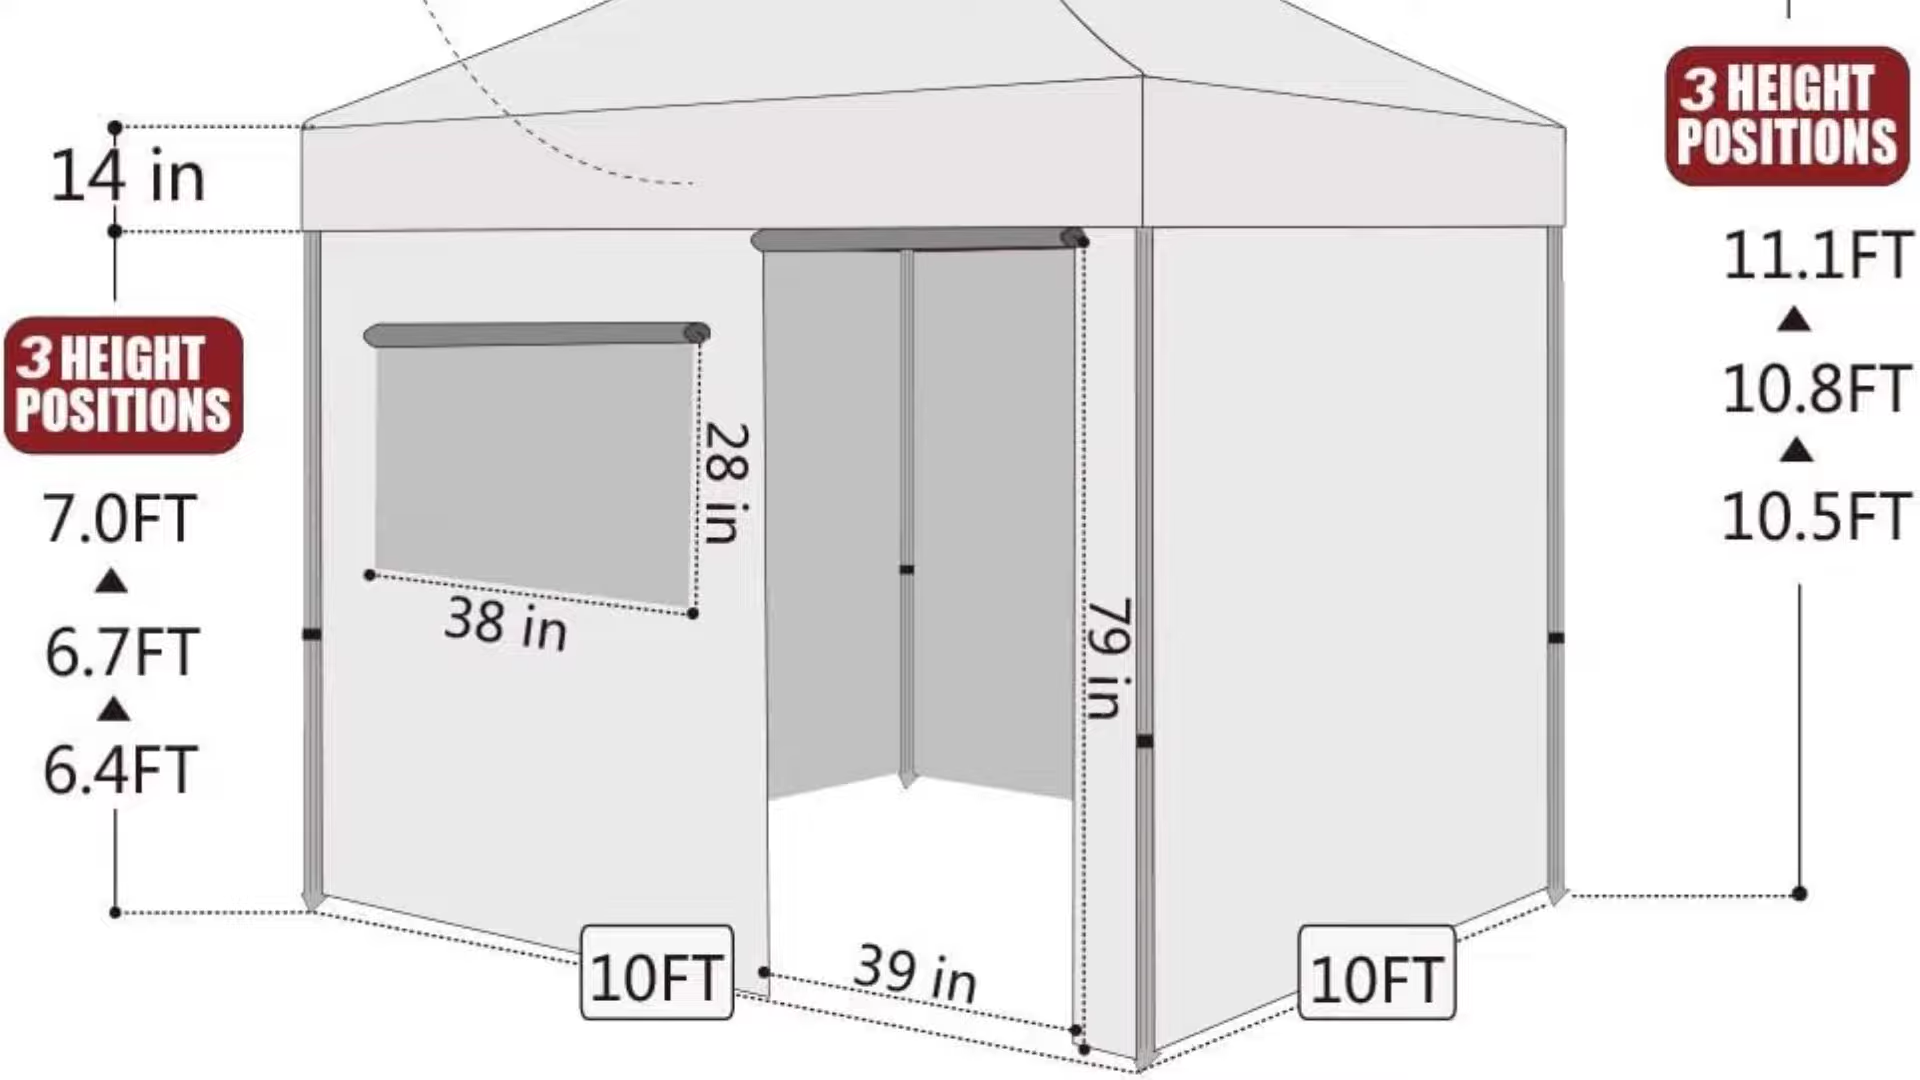 14 in
3 HEIGHT
POSITIONS
7.0FT
6.7FT
6.4FT
28 in
38 in
79 in
39 in
10FT
10FT
3 HEIGHT
POSITIONS
11.1FT
10.8FT
10.5FT